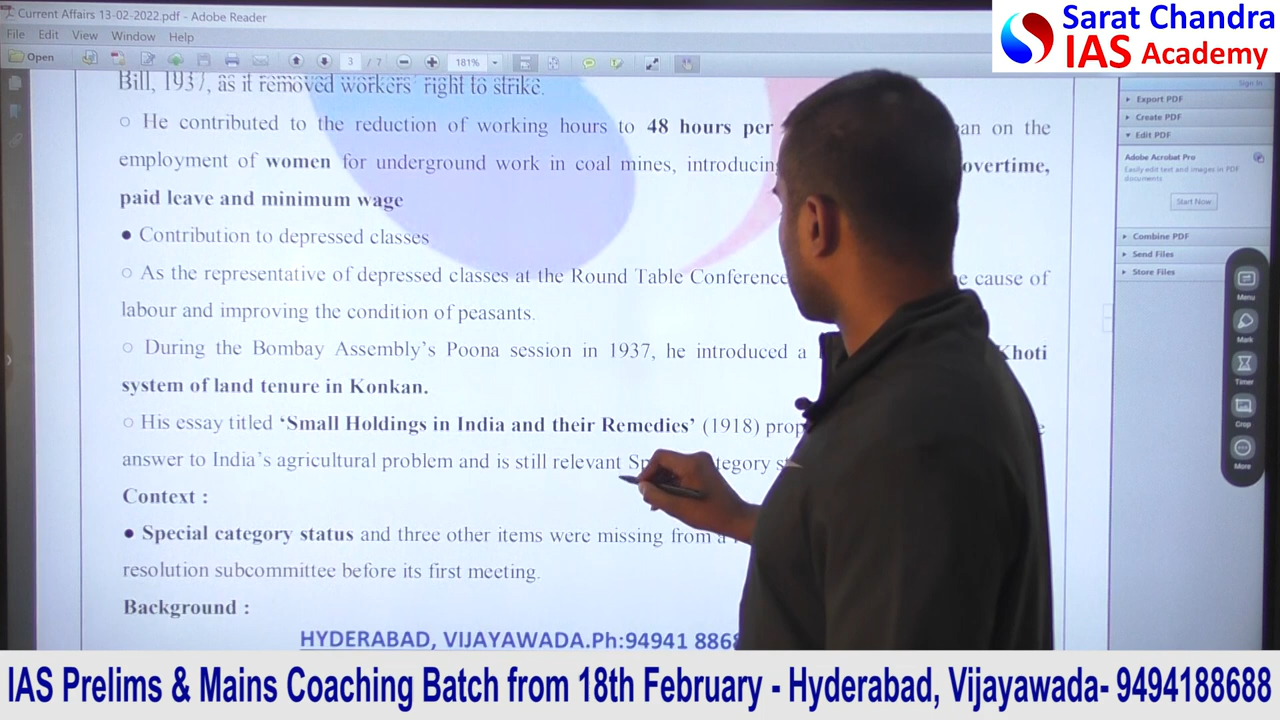 Current Affairs 13-02-2022.pdf - Adobe Reader
Sarat Chandra
IAS Academy
File Edit View Window Help
Open 3 / 7 181%
Sign In
Bill, 1937, as it removed workers' right to strike.
○ He contributed to the reduction of working hours to 48 hours per an on the
employment of women for underground work in coal mines, introducing overtime,
paid leave and minimum wage
● Contribution to depressed classes
○ As the representative of depressed classes at the Round Table Conference e cause of
labour and improving the condition of peasants.
○ During the Bombay Assembly's Poona session in 1937, he introduced a Khoti
system of land tenure in Konkan.
○ His essay titled 'Small Holdings in India and their Remedies' (1918) prop e
answer to India's agricultural problem and is still relevant Sp tegory s
Context :
● Special category status and three other items were missing from a
resolution subcommittee before its first meeting.
Background :
HYDERABAD, VIJAYAWADA.Ph:94941 8868
Export PDF
Create PDF
Edit PDF
Adobe Acrobat Pro
Easily edit text and images in PDF
documents
Start Now
Combine PDF
Send Files
Store Files
Menu
Mark
Timer
Crop
More
IAS Prelims & Mains Coaching Batch from 18th February - Hyderabad, Vijayawada- 9494188688